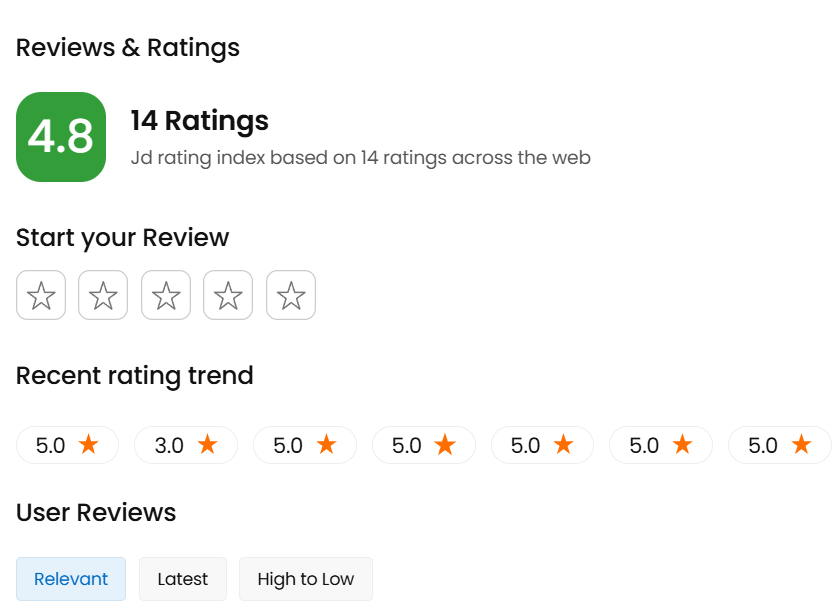 Reviews & Ratings
4.8
14 Ratings
Jd rating index based on 14 ratings across the web
Start your Review
Recent rating trend
5.0 3.0 5.0 5.0 5.0 5.0 5.0
User Reviews
Relevant Latest High to Low